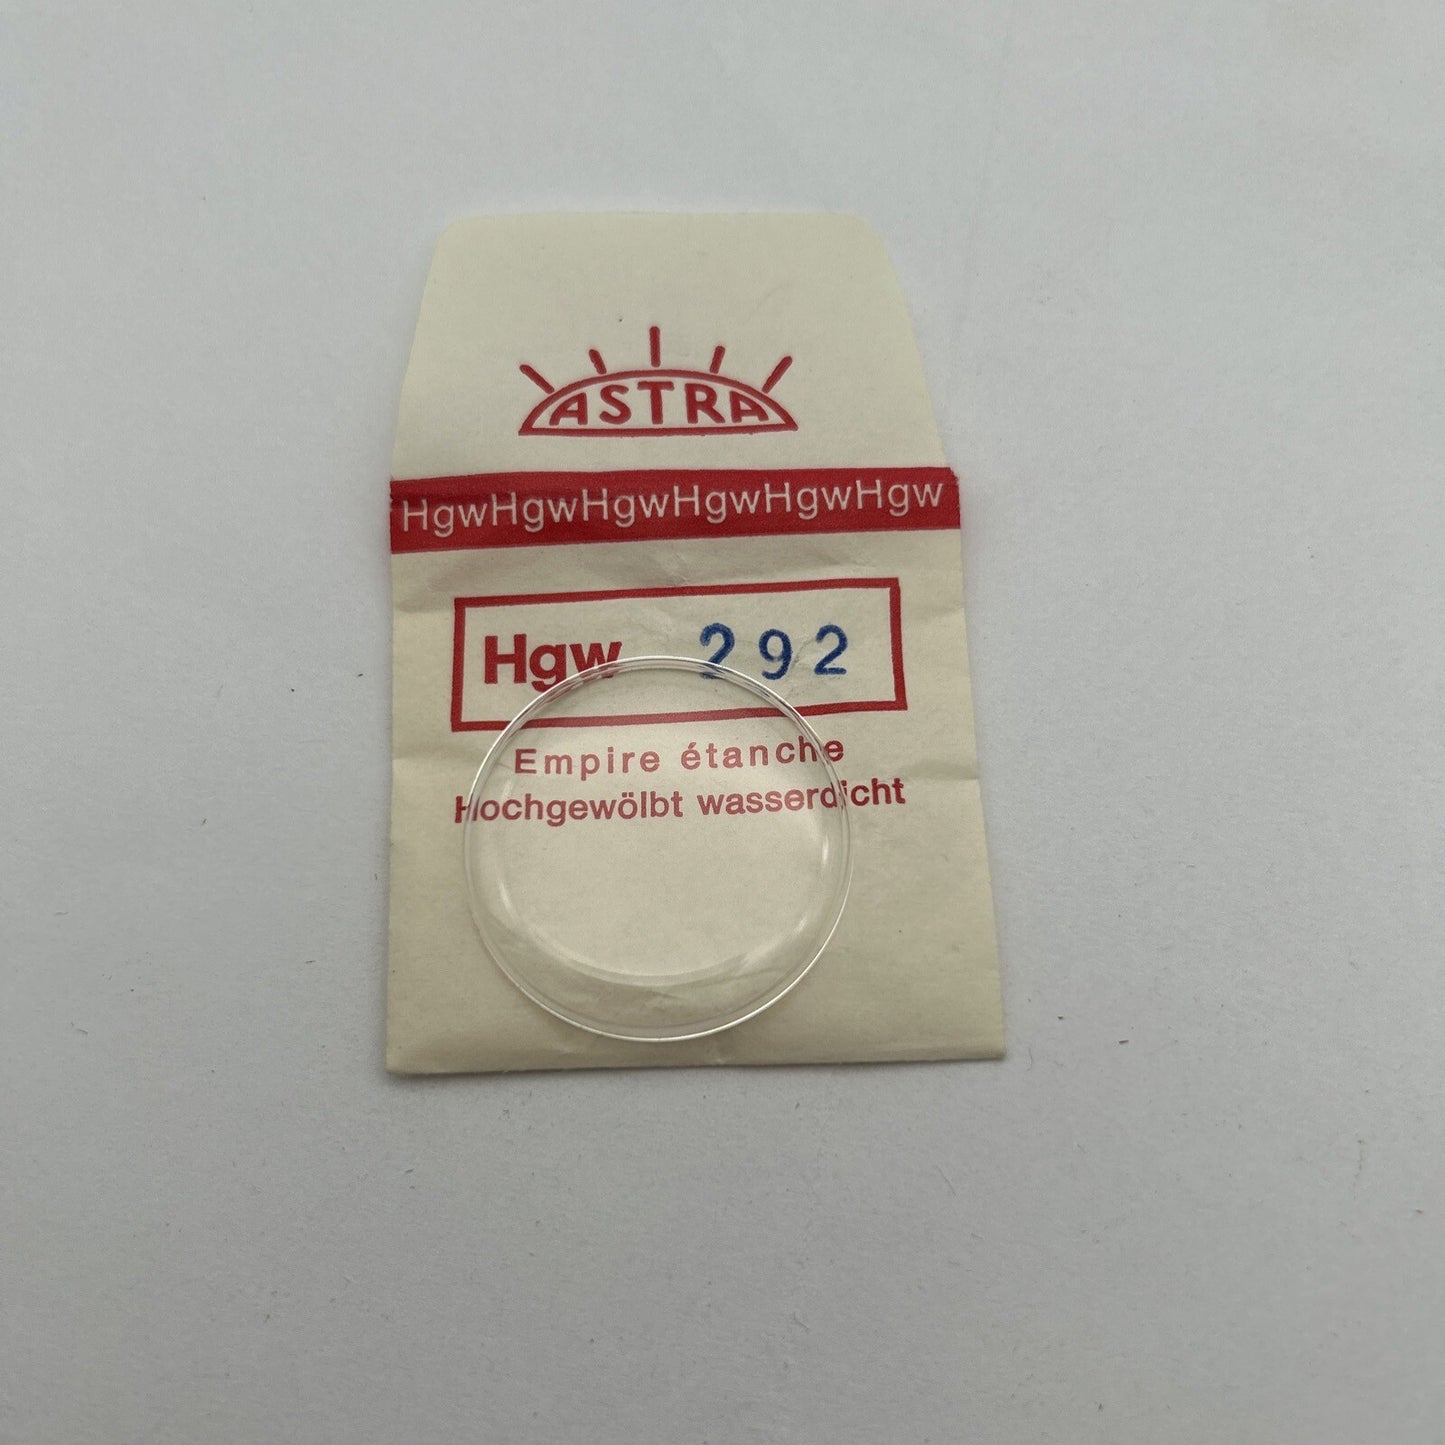 ASTRA
HgwHgwHgwHgwHgwHgw
Hgw 292
Empire étanche
Hochgewölbt wasserdicht